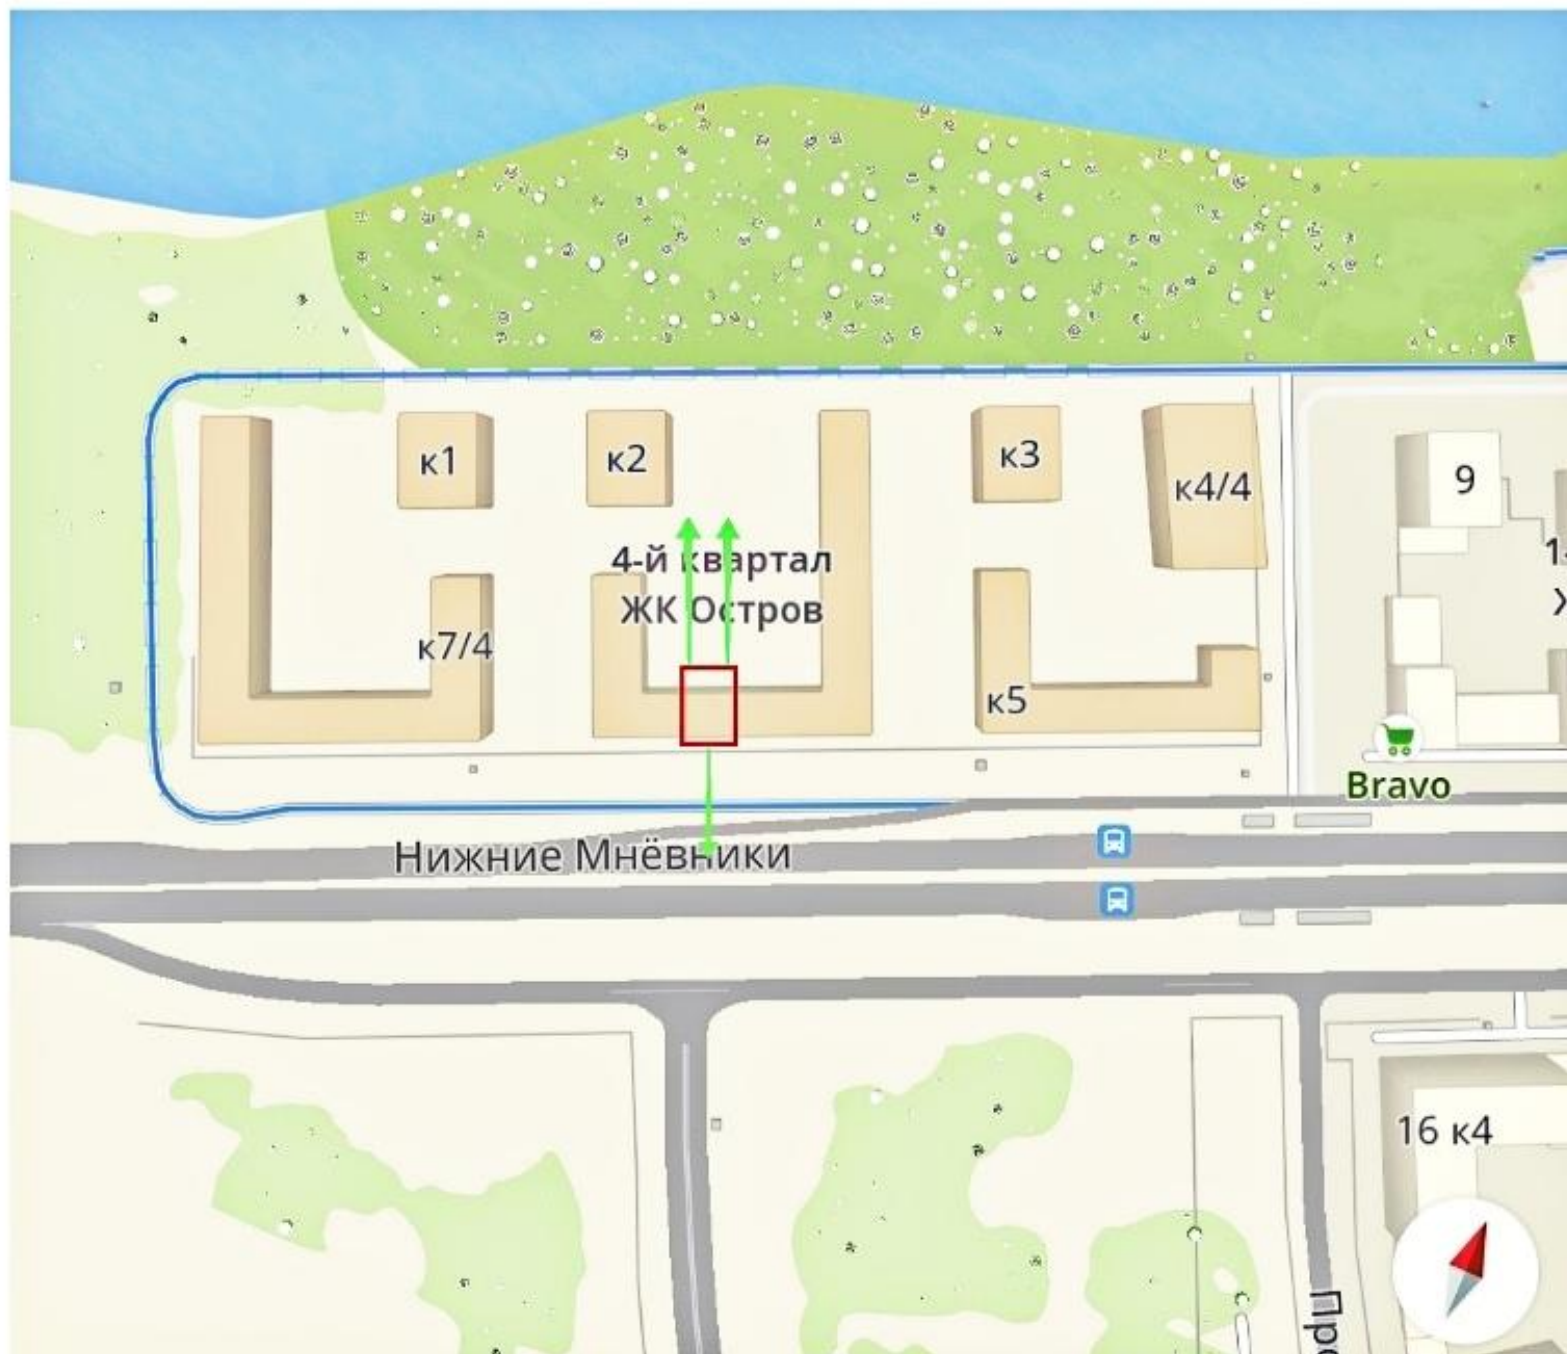 к1
к2
к3
к4/4
9
4-й квартал
ЖК Остров
к7/4
к5
Bravo
Нижние Мнёвники
16 к4